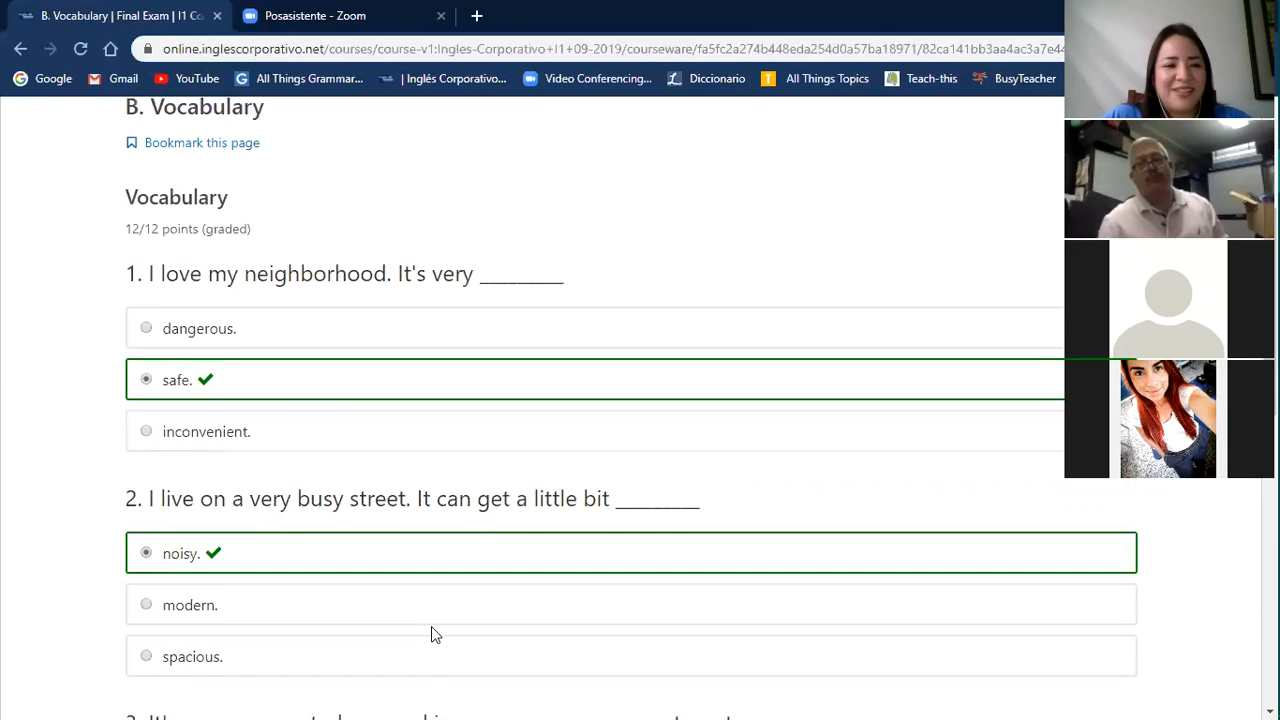 B. Vocabulary | Final Exam | I1 Co
Posasistente - Zoom
online.inglescorporativo.net/courses/course-v1:Ingles-Corporativo+I1+09-2019/courseware/fa5fc2a274b448eda254d0a57ba18971/82ca141bb3aa4ac3a7e44
Google
Gmail
YouTube
All Things Grammar...
| Inglés Corporativo...
Video Conferencing...
Diccionario
All Things Topics
Teach-this
BusyTeacher
B. Vocabulary
Bookmark this page
Vocabulary
12/12 points (graded)
1. I love my neighborhood. It's very ________
dangerous.
safe.
inconvenient.
2. I live on a very busy street. It can get a little bit ________
noisy.
modern.
spacious.